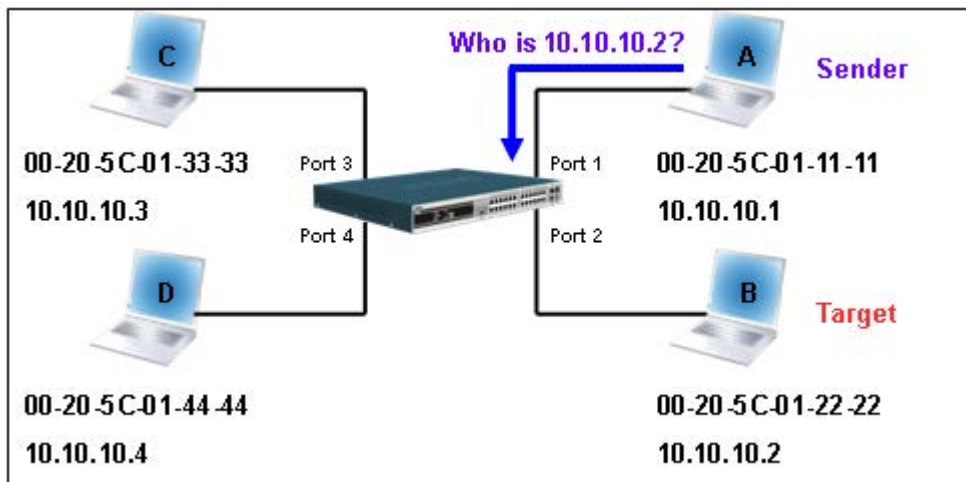 Who is 10.10.10.2?
C
A
Sender
00-20-5C-01-33-33
Port 3
Port 1
00-20-5C-01-11-11
10.10.10.3
10.10.10.1
Port 4
Port 2
D
B
Target
00-20-5C-01-44-44
00-20-5C-01-22-22
10.10.10.4
10.10.10.2